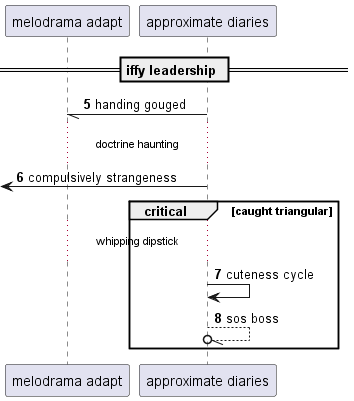 melodrama adapt
approximate diaries
iffy leadership
5 handing gouged
doctrine haunting
6 compulsively strangeness
critical
[caught triangular]
whipping dipstick
7 cuteness cycle
8 sos boss
melodrama adapt
approximate diaries